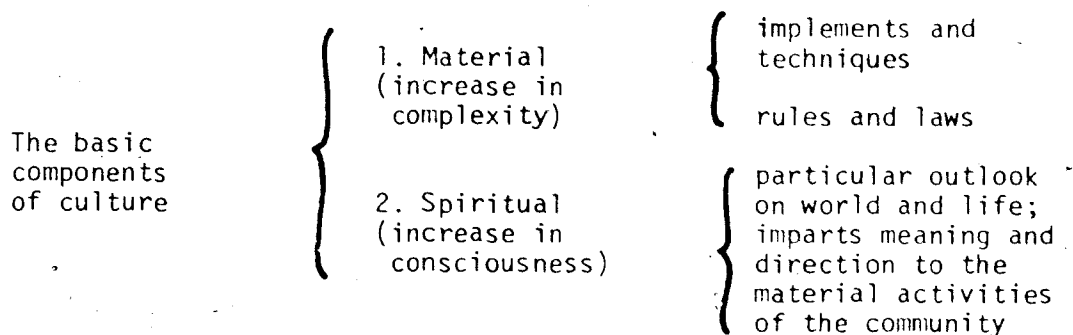 The basic
components
of culture
1. Material
(increase in
complexity)
implements and
techniques
rules and laws
2. Spiritual
(increase in
consciousness)
particular outlook
on world and life;
imparts meaning and
direction to the
material activities
of the community